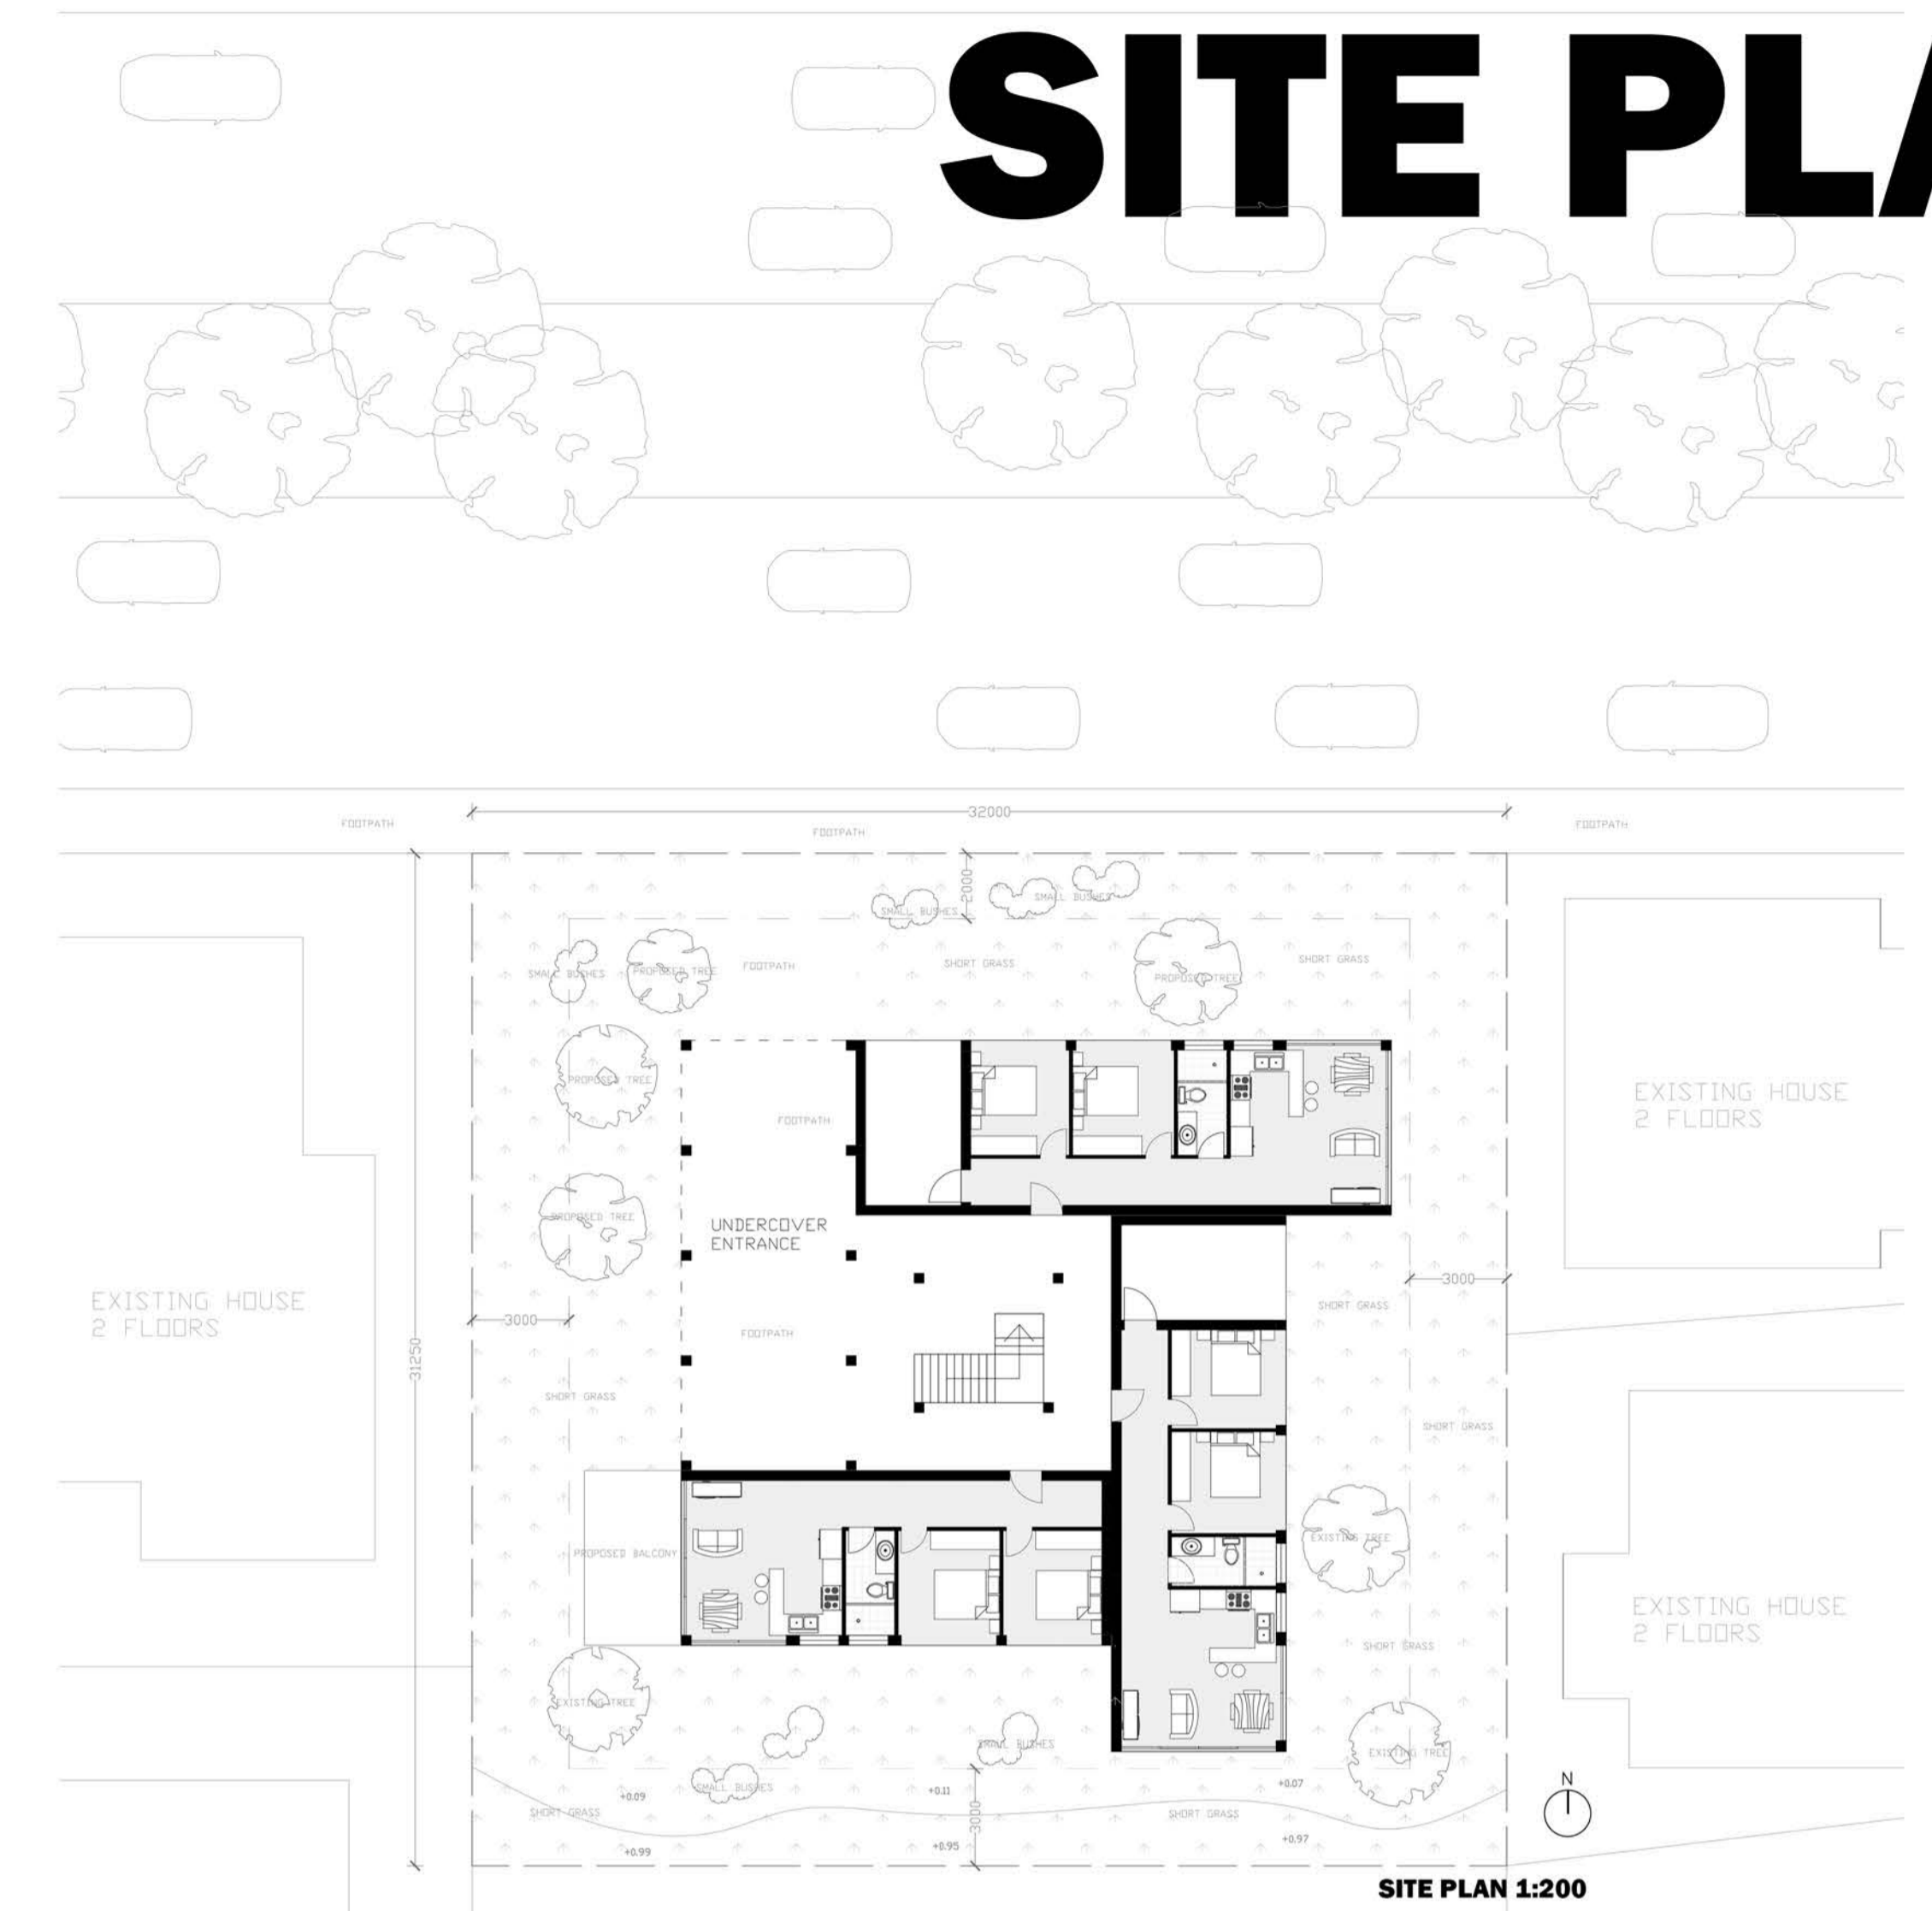 SITE PLA
32000
FOOTPATH
FOOTPATH
FOOTPATH
2000
SMALL BUSHES
SMALL BUSHES
SMALL BUSHES
PROPOSED TREE
FOOTPATH
SHORT GRASS
PROPOSED TREE
SHORT GRASS
PROPOSED TREE
FOOTPATH
EXISTING HOUSE
2 FLOORS
PROPOSED TREE
UNDERCOVER
ENTRANCE
EXISTING HOUSE
2 FLOORS
3000
3000
SHORT GRASS
FOOTPATH
31250
SHORT GRASS
SHORT GRASS
PROPOSED BALCONY
EXISTING TREE
EXISTING HOUSE
2 FLOORS
SHORT GRASS
EXISTING TREE
SMALL BUSHES
EXISTING TREE
SMALL BUSHES
+0.09
+0.11
+0.07
SHORT GRASS
3000
SHORT GRASS
+0.99
+0.95
+0.97
N
SITE PLAN 1:200